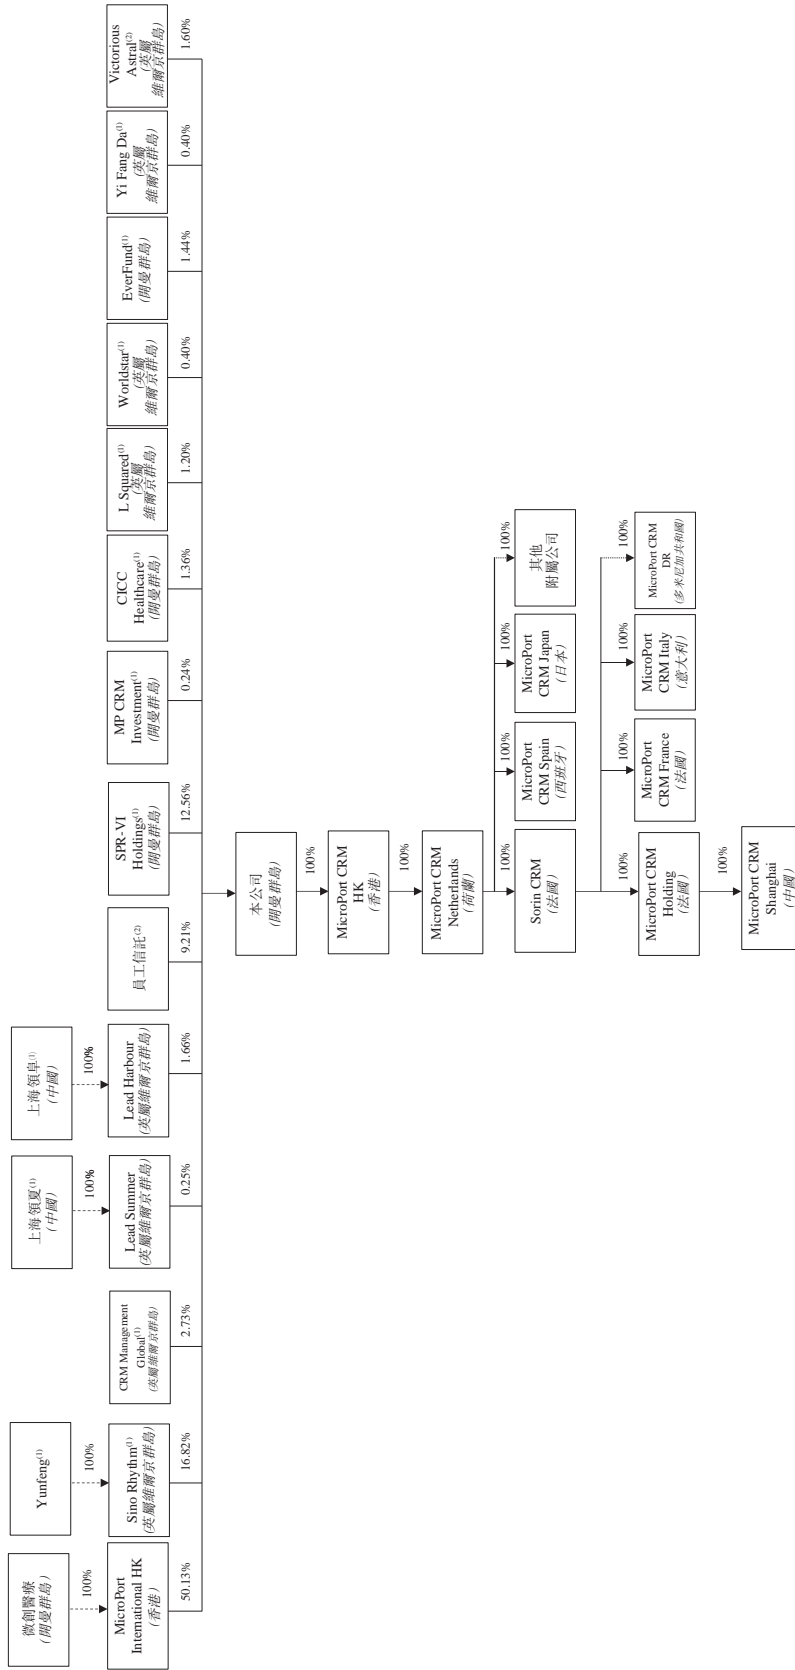 微創醫療
(開曼群島)
100%
MicroPort
International HK
(香港)
50.13%
Yunfeng(1)
100%
Sino Rhythm(1)
(英屬維爾京群島)
16.82%
CRM Management
Global(1)
(英屬維爾京群島)
2.73%
上海領夏(1)
(中國)
100%
Lead Summer
(英屬維爾京群島)
0.25%
上海領阜(1)
(中國)
100%
Lead Harbour
(英屬維爾京群島)
1.66%
員工信託(2)
9.21%
SPR-VI
Holdings(1)
(開曼群島)
12.56%
MP CRM
Investment(1)
(開曼群島)
0.24%
CICC
Healthcare(1)
(開曼群島)
1.36%
L Squared(1)
(英屬
維爾京群島)
1.20%
Worldstar(1)
(英屬
維爾京群島)
0.40%
EverFund(1)
(開曼群島)
1.44%
Yi Fang Da(1)
(英屬
維爾京群島)
0.40%
Victorious
Astral(2)
(英屬
維爾京群島)
1.60%
本公司
(開曼群島)
100%
MicroPort CRM
HK
(香港)
100%
MicroPort CRM
Netherlands
(荷蘭)
100%
Sorin CRM
(法國)
100%
MicroPort
CRM Spain
(西班牙)
100%
MicroPort
CRM Japan
(日本)
100%
其他
附屬公司
100%
MicroPort CRM
Holding
(法國)
100%
MicroPort
CRM France
(法國)
100%
MicroPort
CRM Italy
(意大利)
100%
MicroPort CRM
DR
(多米尼加共和國)
100%
MicroPort CRM
Shanghai
(中國)